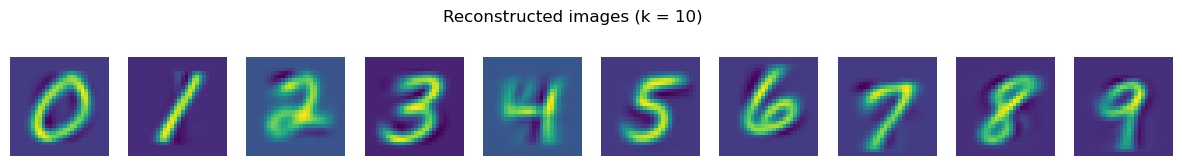 Reconstructed images (k = 10)
0 1 2 3 4 5 6 7 8 9